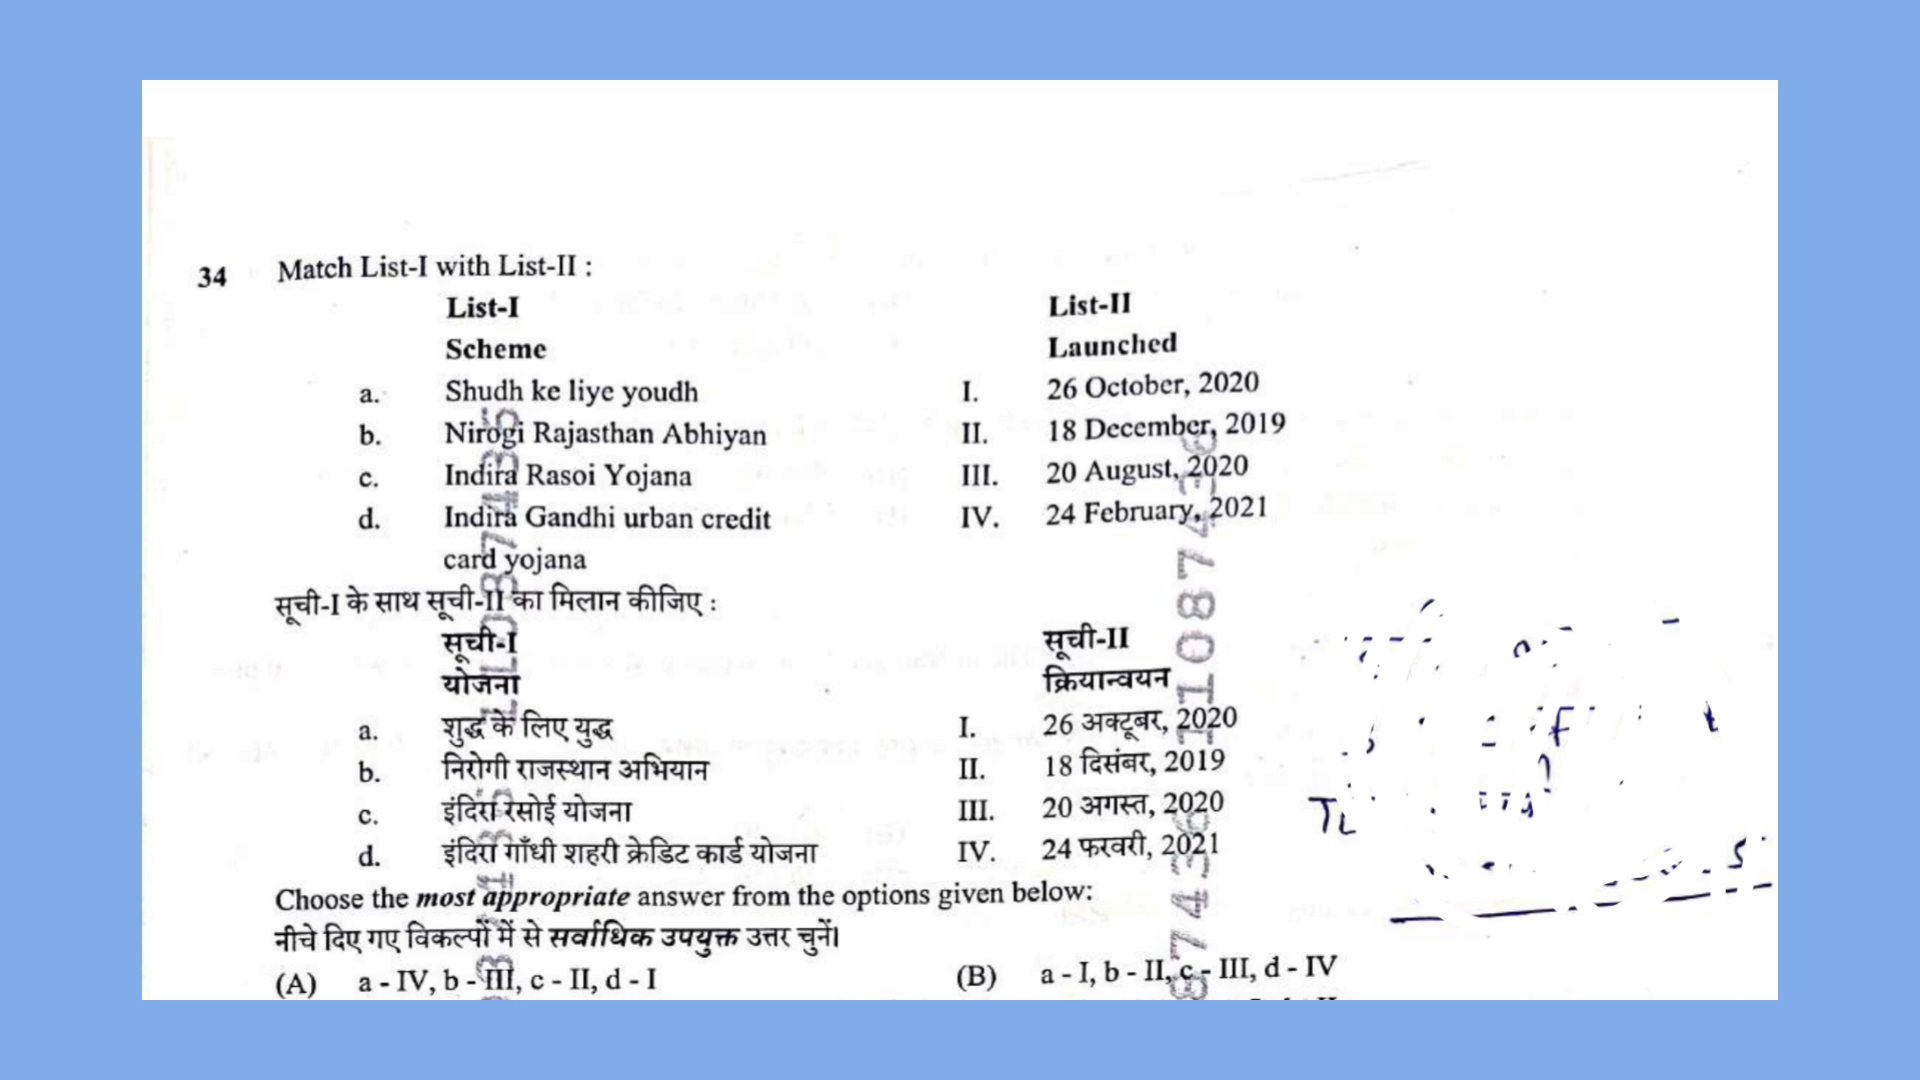 34 Match List-I with List-II :
List-I List-II
Scheme Launched
a. Shudh ke liye youdh I. 26 October, 2020
b. Nirogi Rajasthan Abhiyan II. 18 December, 2019
c. Indira Rasoi Yojana III. 20 August, 2020
d. Indira Gandhi urban credit IV. 24 February, 2021
card yojana
सूची-I के साथ सूची-II का मिलान कीजिए :
सूची-I सूची-II
योजना क्रियान्वयन
a. शुद्ध के लिए युद्ध I. 26 अक्टूबर, 2020
b. निरोगी राजस्थान अभियान II. 18 दिसंबर, 2019
c. इंदिरा रसोई योजना III. 20 अगस्त, 2020
d. इंदिरा गाँधी शहरी क्रेडिट कार्ड योजना IV. 24 फरवरी, 2021
Choose the most appropriate answer from the options given below:
नीचे दिए गए विकल्पों में से सर्वाधिक उपयुक्त उत्तर चुनें।
(A) a - IV, b - III, c - II, d - I (B) a - I, b - II, c - III, d - IV